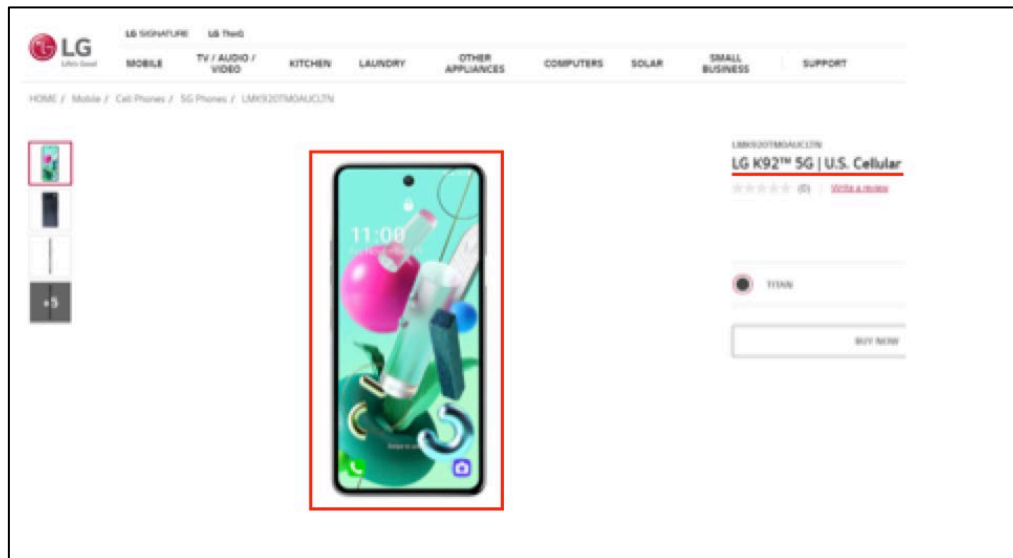 LG SIGNATURE LG ThinQ
LG
Life's Good
MOBILE TV / AUDIO / VIDEO KITCHEN LAUNDRY OTHER APPLIANCES COMPUTERS SOLAR SMALL BUSINESS SUPPORT
HOME / Mobile / Cell Phones / 5G Phones / LMK920TM0AUCLTN
LMK920TM0AUCLTN
LG K92™ 5G | U.S. Cellular
(0) Write a review
11:00
+5
TITAN
BUY NOW